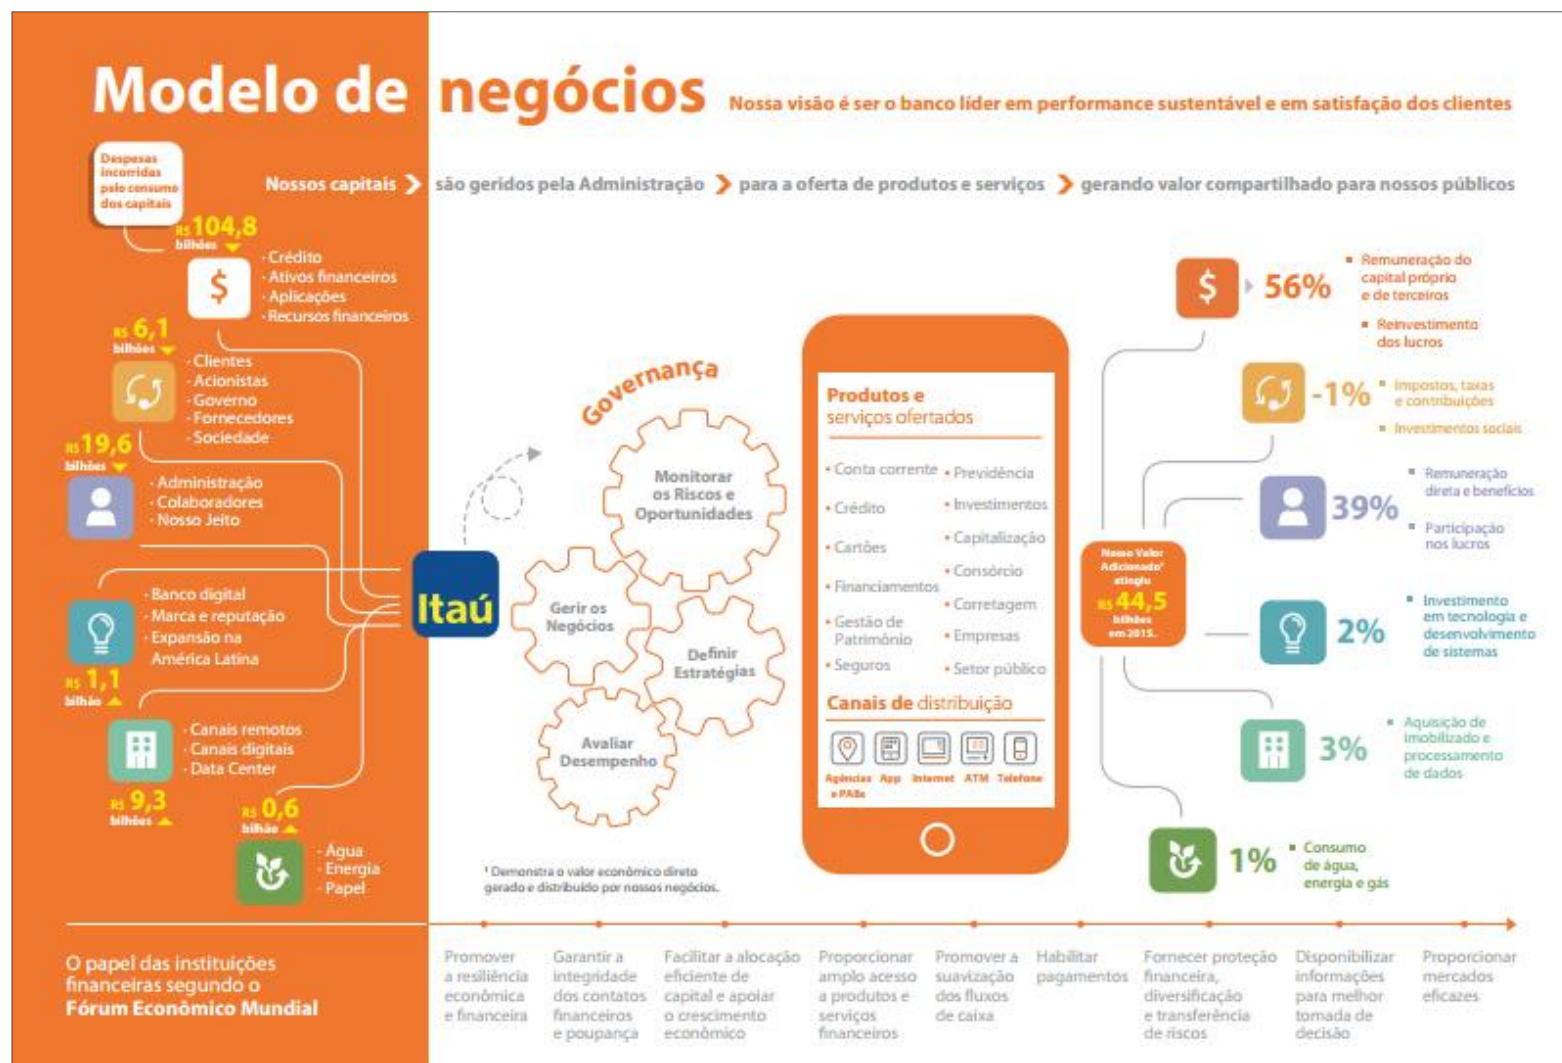 Modelo de negócios
Nossa visão é ser o banco líder em performance sustentável e em satisfação dos clientes
Despesas
incorridas
pelo consumo
dos capitais
Nossos capitais
são geridos pela Administração
para a oferta de produtos e serviços
gerando valor compartilhado para nossos públicos
R$ 104,8
bilhões
· Crédito
· Ativos financeiros
· Aplicações
· Recursos financeiros
$
R$ 6,1
bilhões
· Clientes
· Acionistas
· Governo
· Fornecedores
· Sociedade
R$ 19,6
bilhões
· Administração
· Colaboradores
· Nosso Jeito
· Banco digital
· Marca e reputação
· Expansão na
América Latina
R$ 1,1
bilhão
· Canais remotos
· Canais digitais
· Data Center
R$ 9,3
bilhões
R$ 0,6
bilhão
· Água
· Energia
· Papel
Itaú
Governança
Monitorar
os Riscos e
Oportunidades
Gerir os
Negócios
Definir
Estratégias
Avaliar
Desempenho
¹ Demonstra o valor econômico direto
gerado e distribuído por nossos negócios.
Produtos e
serviços ofertados
• Conta corrente
• Crédito
• Cartões
• Financiamentos
• Gestão de
Patrimônio
• Seguros
• Previdência
• Investimentos
• Capitalização
• Consórcio
• Corretagem
• Empresas
• Setor público
Canais de distribuição
Agências
e PABs
App
Internet
ATM
Telefone
Nosso Valor
Adicionado¹
atingiu
R$ 44,5
bilhões
em 2015.
$
56%
▪ Remuneração do
capital próprio
e de terceiros
▪ Reinvestimento
dos lucros
-1%
▪ Impostos, taxas
e contribuições
▪ Investimentos sociais
39%
▪ Remuneração
direta e benefícios
▪ Participação
nos lucros
2%
▪ Investimento
em tecnologia e
desenvolvimento
de sistemas
3%
▪ Aquisição de
imobilizado e
processamento
de dados
1%
▪ Consumo
de água,
energia e gás
O papel das instituições
financeiras segundo o
Fórum Econômico Mundial
Promover
a resiliência
econômica
e financeira
Garantir a
integridade
dos contatos
financeiros
e poupança
Facilitar a alocação
eficiente de
capital e apoiar
o crescimento
econômico
Proporcionar
amplo acesso
a produtos e
serviços
financeiros
Promover a
suavização
dos fluxos
de caixa
Habilitar
pagamentos
Fornecer proteção
financeira,
diversificação
e transferência
de riscos
Disponibilizar
informações
para melhor
tomada de
decisão
Proporcionar
mercados
eficazes